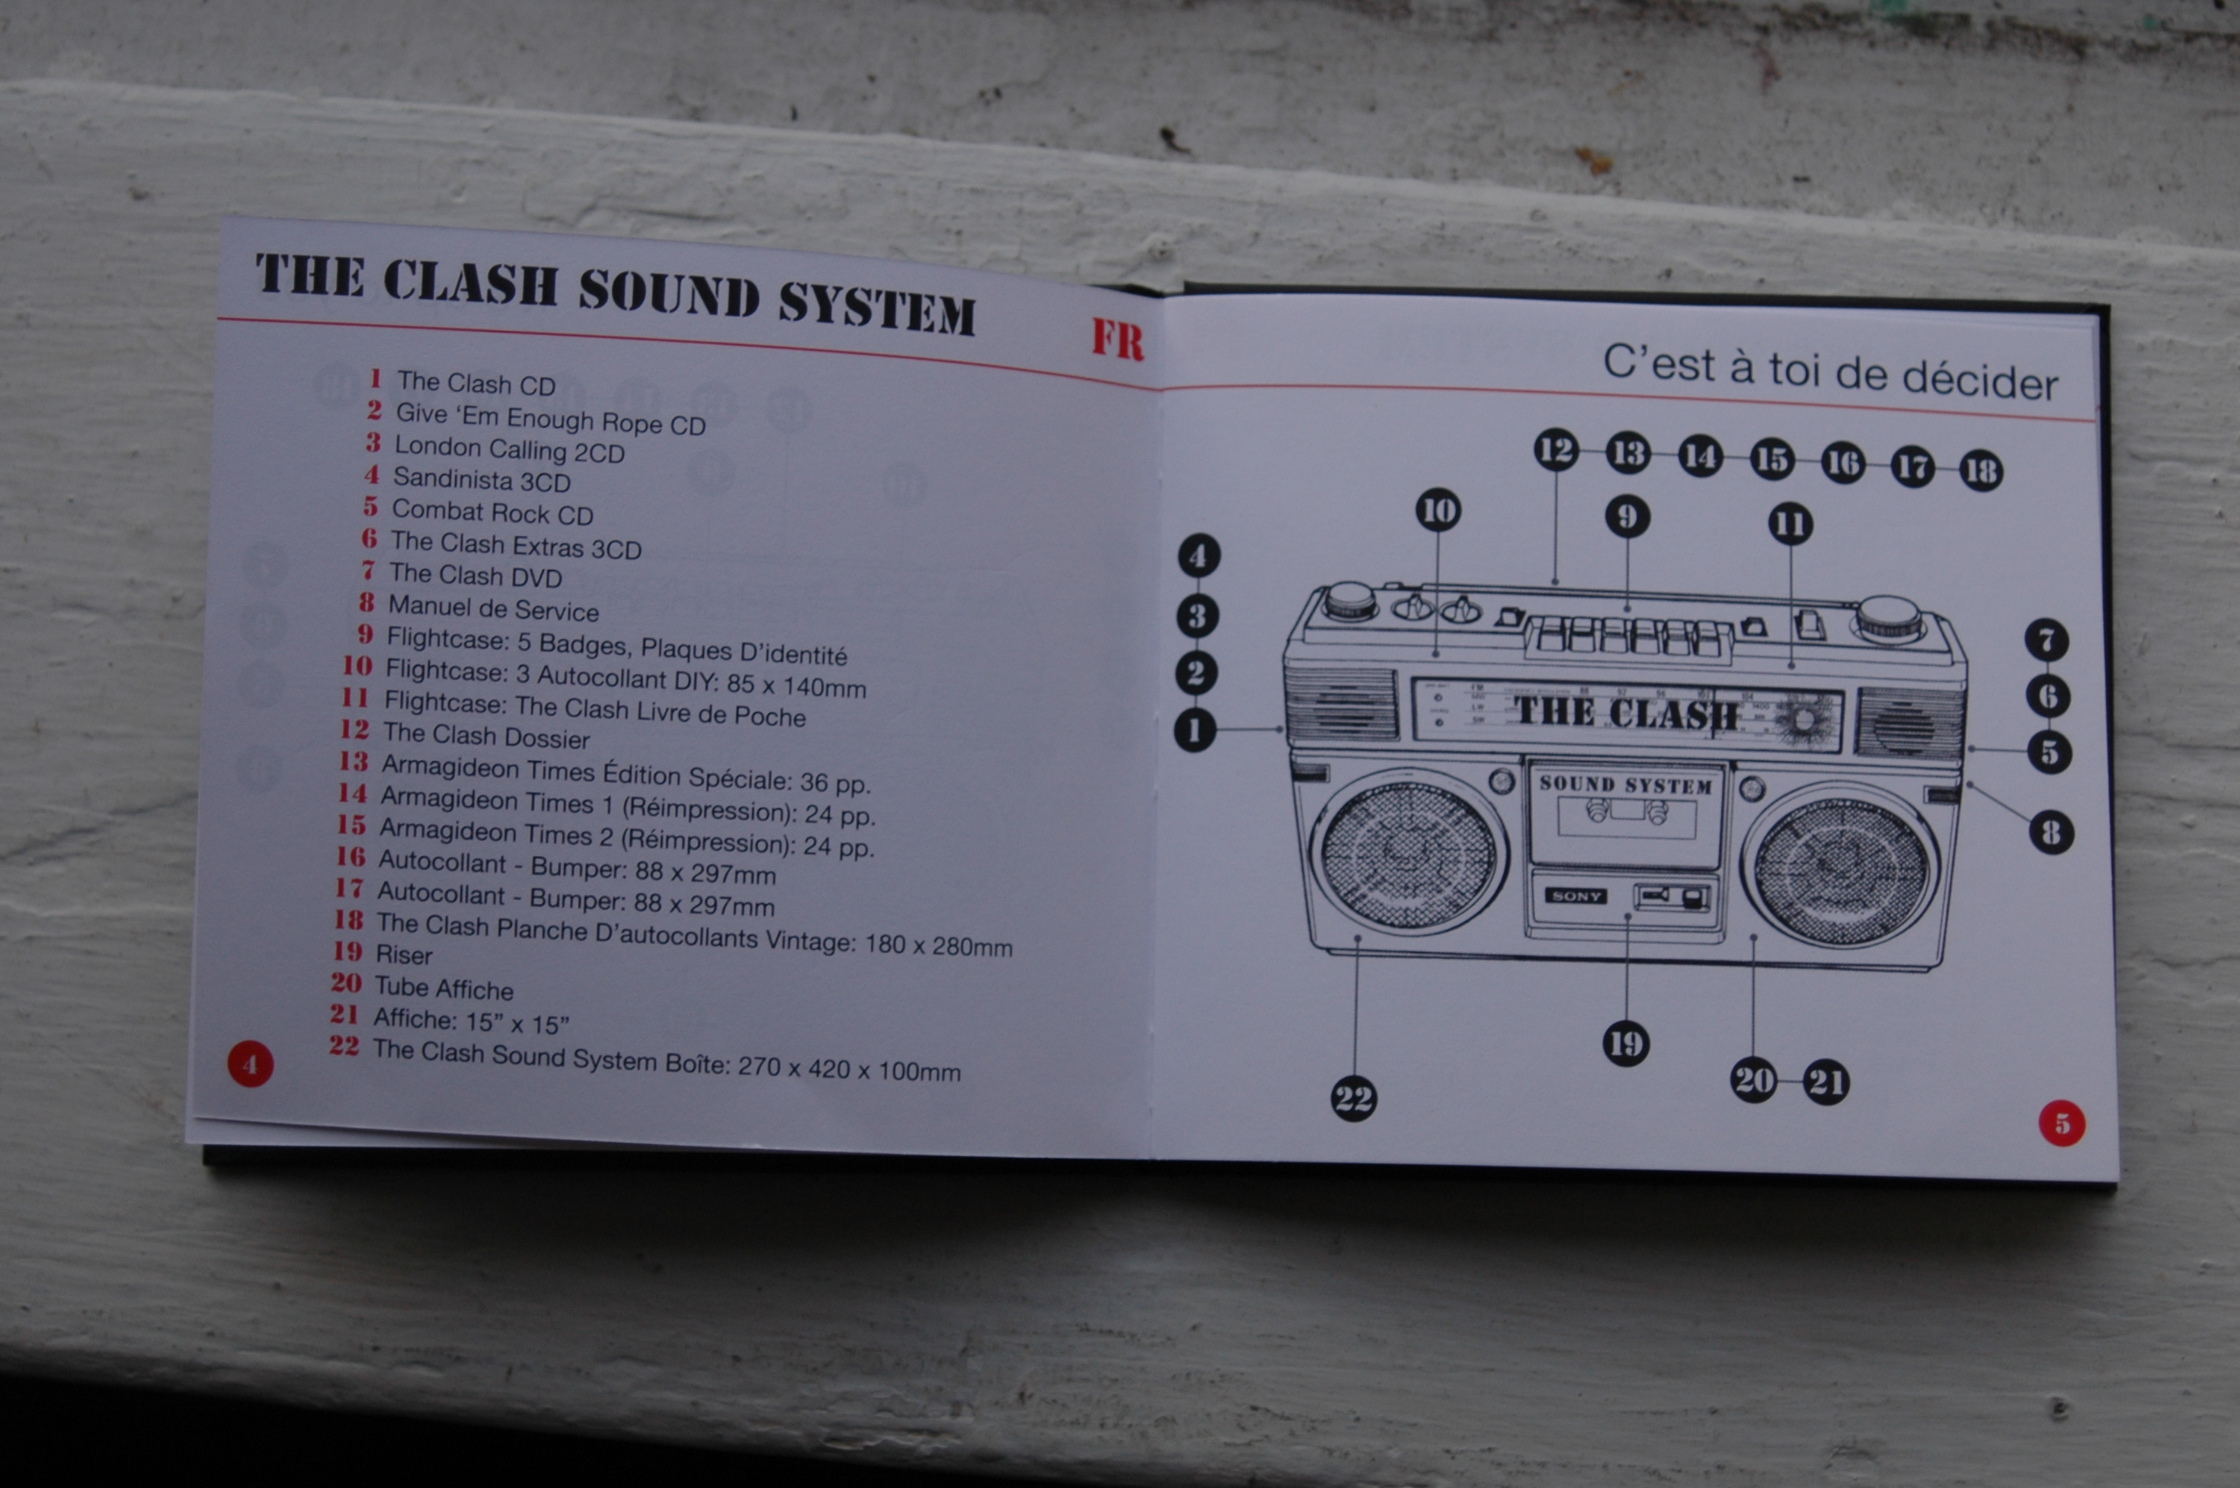 THE CLASH SOUND SYSTEM
FR
1 The Clash CD
2 Give ‘Em Enough Rope CD
3 London Calling 2CD
4 Sandinista 3CD
5 Combat Rock CD
6 The Clash Extras 3CD
7 The Clash DVD
8 Manuel de Service
9 Flightcase: 5 Badges, Plaques D’identité
10 Flightcase: 3 Autocollant DIY: 85 x 140mm
11 Flightcase: The Clash Livre de Poche
12 The Clash Dossier
13 Armagideon Times Édition Spéciale: 36 pp.
14 Armagideon Times 1 (Réimpression): 24 pp.
15 Armagideon Times 2 (Réimpression): 24 pp.
16 Autocollant - Bumper: 88 x 297mm
17 Autocollant - Bumper: 88 x 297mm
18 The Clash Planche D’autocollants Vintage: 180 x 280mm
19 Riser
20 Tube Affiche
21 Affiche: 15” x 15”
22 The Clash Sound System Boîte: 270 x 420 x 100mm
4
C’est à toi de décider
12 13 14 15 16 17 18
10 9 11
4
3
2
1
7
6
5
8
FM 88 92 96 104
LW
SW
THE CLASH
SOUND SYSTEM
SONY
19
20 21
22
5